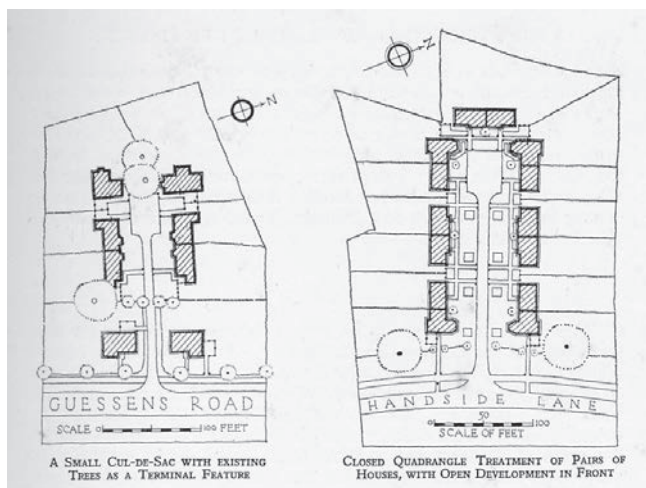 N
GUESSENS ROAD
SCALE 0 100 FEET
A SMALL CUL-DE-SAC WITH EXISTING
TREES AS A TERMINAL FEATURE
N
HANDSIDE LANE
0 50 100
SCALE OF FEET
CLOSED QUADRANGLE TREATMENT OF PAIRS OF
HOUSES, WITH OPEN DEVELOPMENT IN FRONT